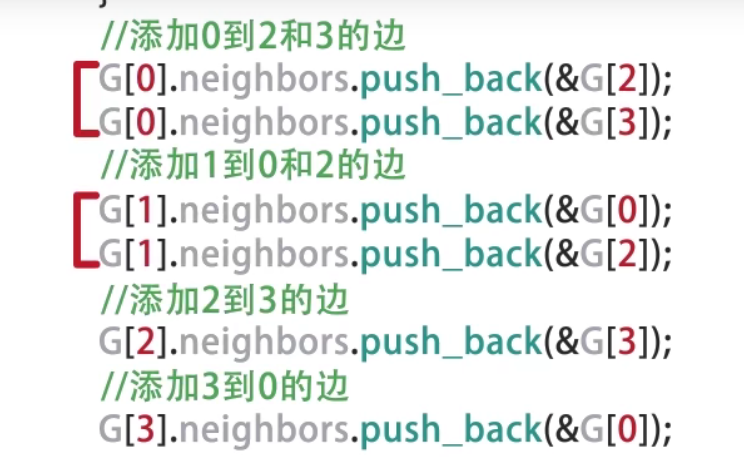 //添加0到2和3的边
G[0].neighbors.push_back(&G[2]);
G[0].neighbors.push_back(&G[3]);
//添加1到0和2的边
G[1].neighbors.push_back(&G[0]);
G[1].neighbors.push_back(&G[2]);
//添加2到3的边
G[2].neighbors.push_back(&G[3]);
//添加3到0的边
G[3].neighbors.push_back(&G[0]);